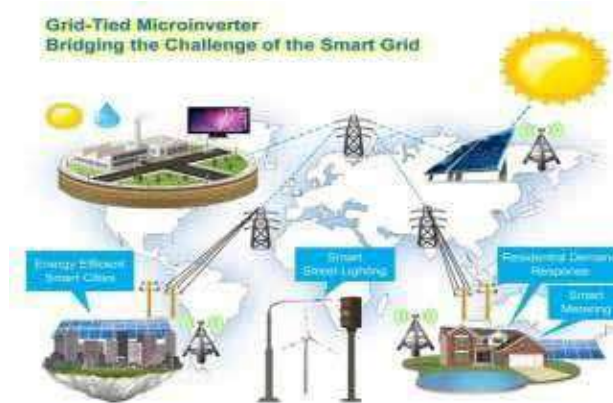 Grid-Tied Microinverter
Bridging the Challenge of the Smart Grid
Energy Efficient
Smart Cities
Smart
Street Lighting
Residential Demand
Response
Smart
Metering